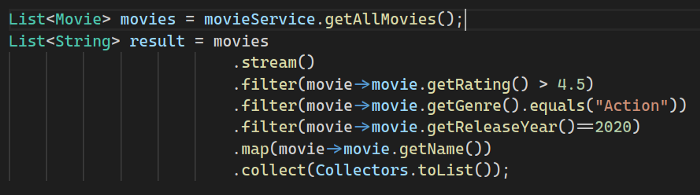 List<Movie> movies = movieService.getAllMovies();
List<String> result = movies
.stream()
.filter(movie->movie.getRating() > 4.5)
.filter(movie->movie.getGenre().equals("Action"))
.filter(movie->movie.getReleaseYear()==2020)
.map(movie->movie.getName())
.collect(Collectors.toList());